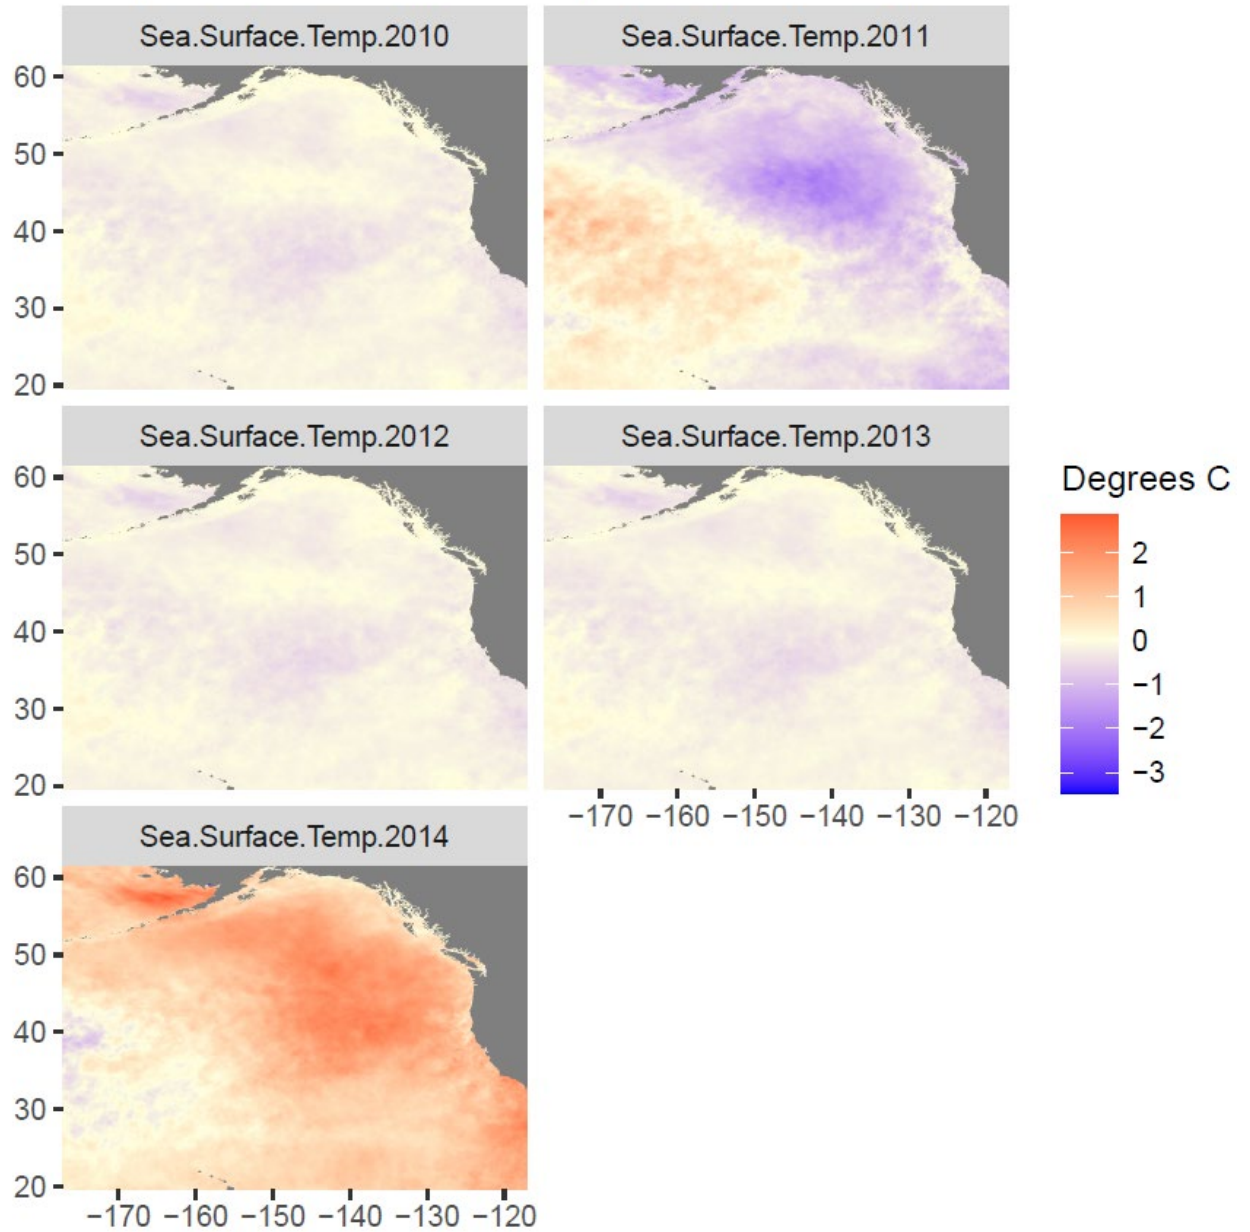 Sea.Surface.Temp.2010
Sea.Surface.Temp.2011
60
50
40
30
20
Sea.Surface.Temp.2012
Sea.Surface.Temp.2013
60
50
40
30
20
−170 −160 −150 −140 −130 −120
Degrees C
2
1
0
−1
−2
−3
Sea.Surface.Temp.2014
60
50
40
30
20
−170 −160 −150 −140 −130 −120